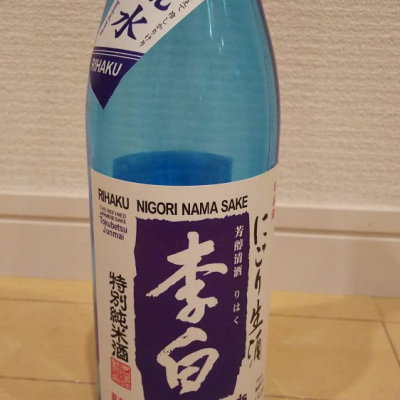 水
RIHAKU
RIHAKU NIGORI NAMA SAKE
Tokubetsu
Junmai
にごり生酒
芳醇清酒 りはく
李白
特別純米酒